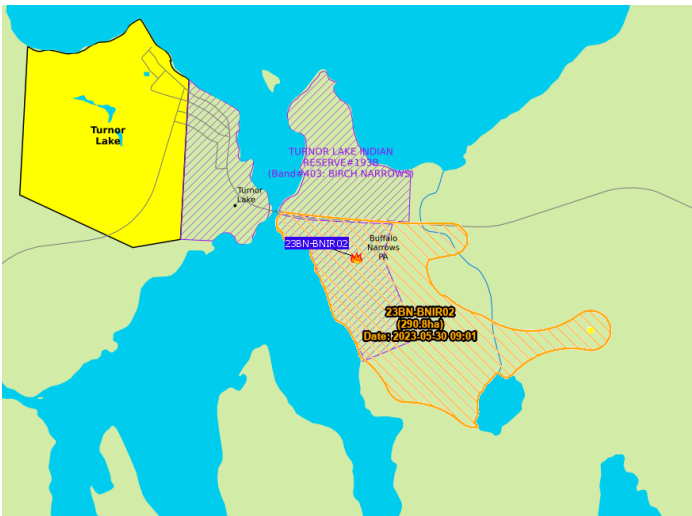 Turnor
Lake
TURNOR LAKE INDIAN
RESERVE#193B
(Band#403: BIRCH NARROWS)
Turnor
Lake
23BN-BNIR02
Buffalo
Narrows
PA
23BN-BNIR02
(290.8ha)
Date: 2023-05-30 09:01